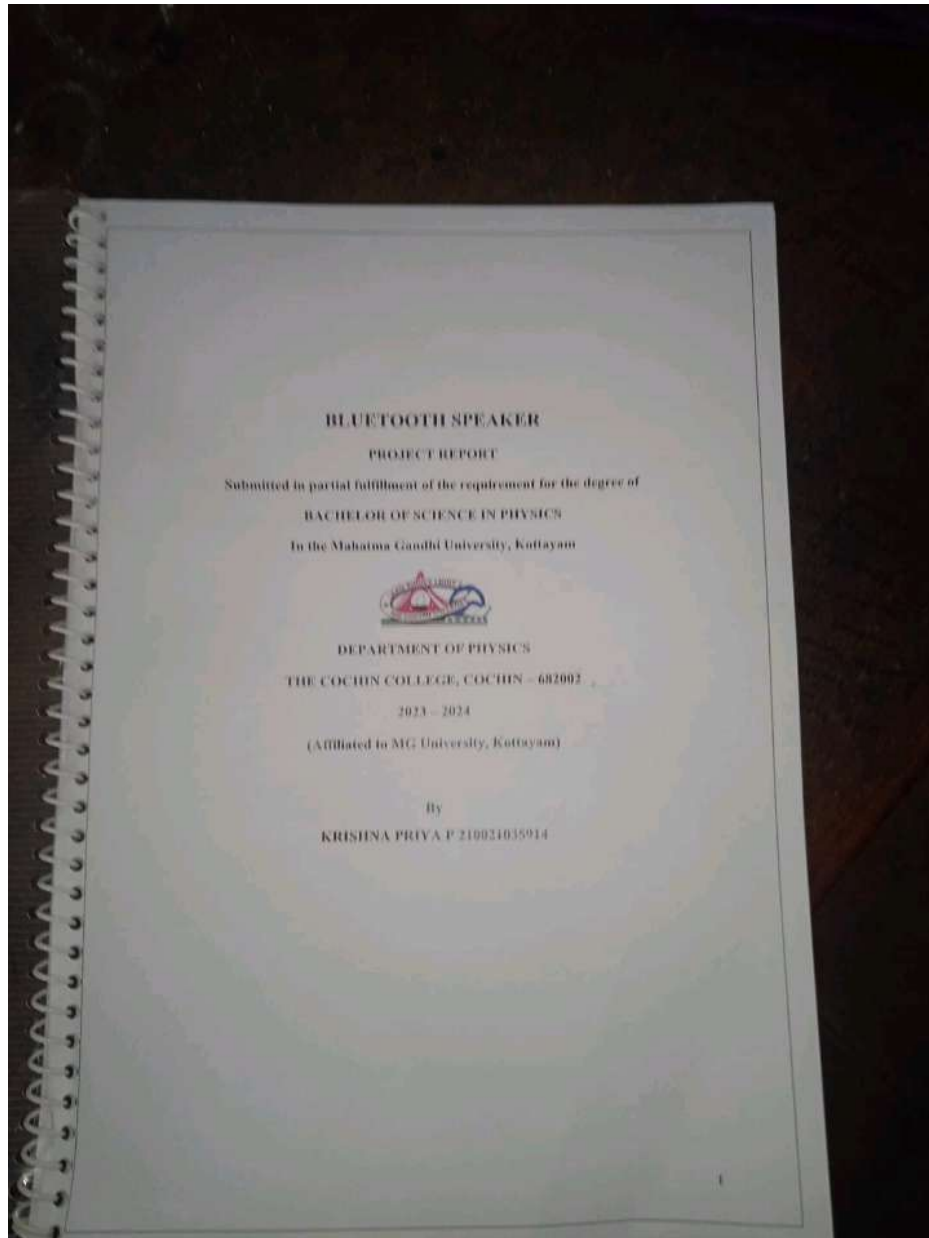 BLUETOOTH SPEAKER
PROJECT REPORT
Submitted in partial fulfillment of the requirement for the degree of
BACHELOR OF SCIENCE IN PHYSICS
In the Mahatma Gandhi University, Kottayam
DEPARTMENT OF PHYSICS
THE COCHIN COLLEGE, COCHIN – 682002
2023 – 2024
(Affiliated to MG University, Kottayam)
By
KRISHNA PRIYA P 210021035914
1